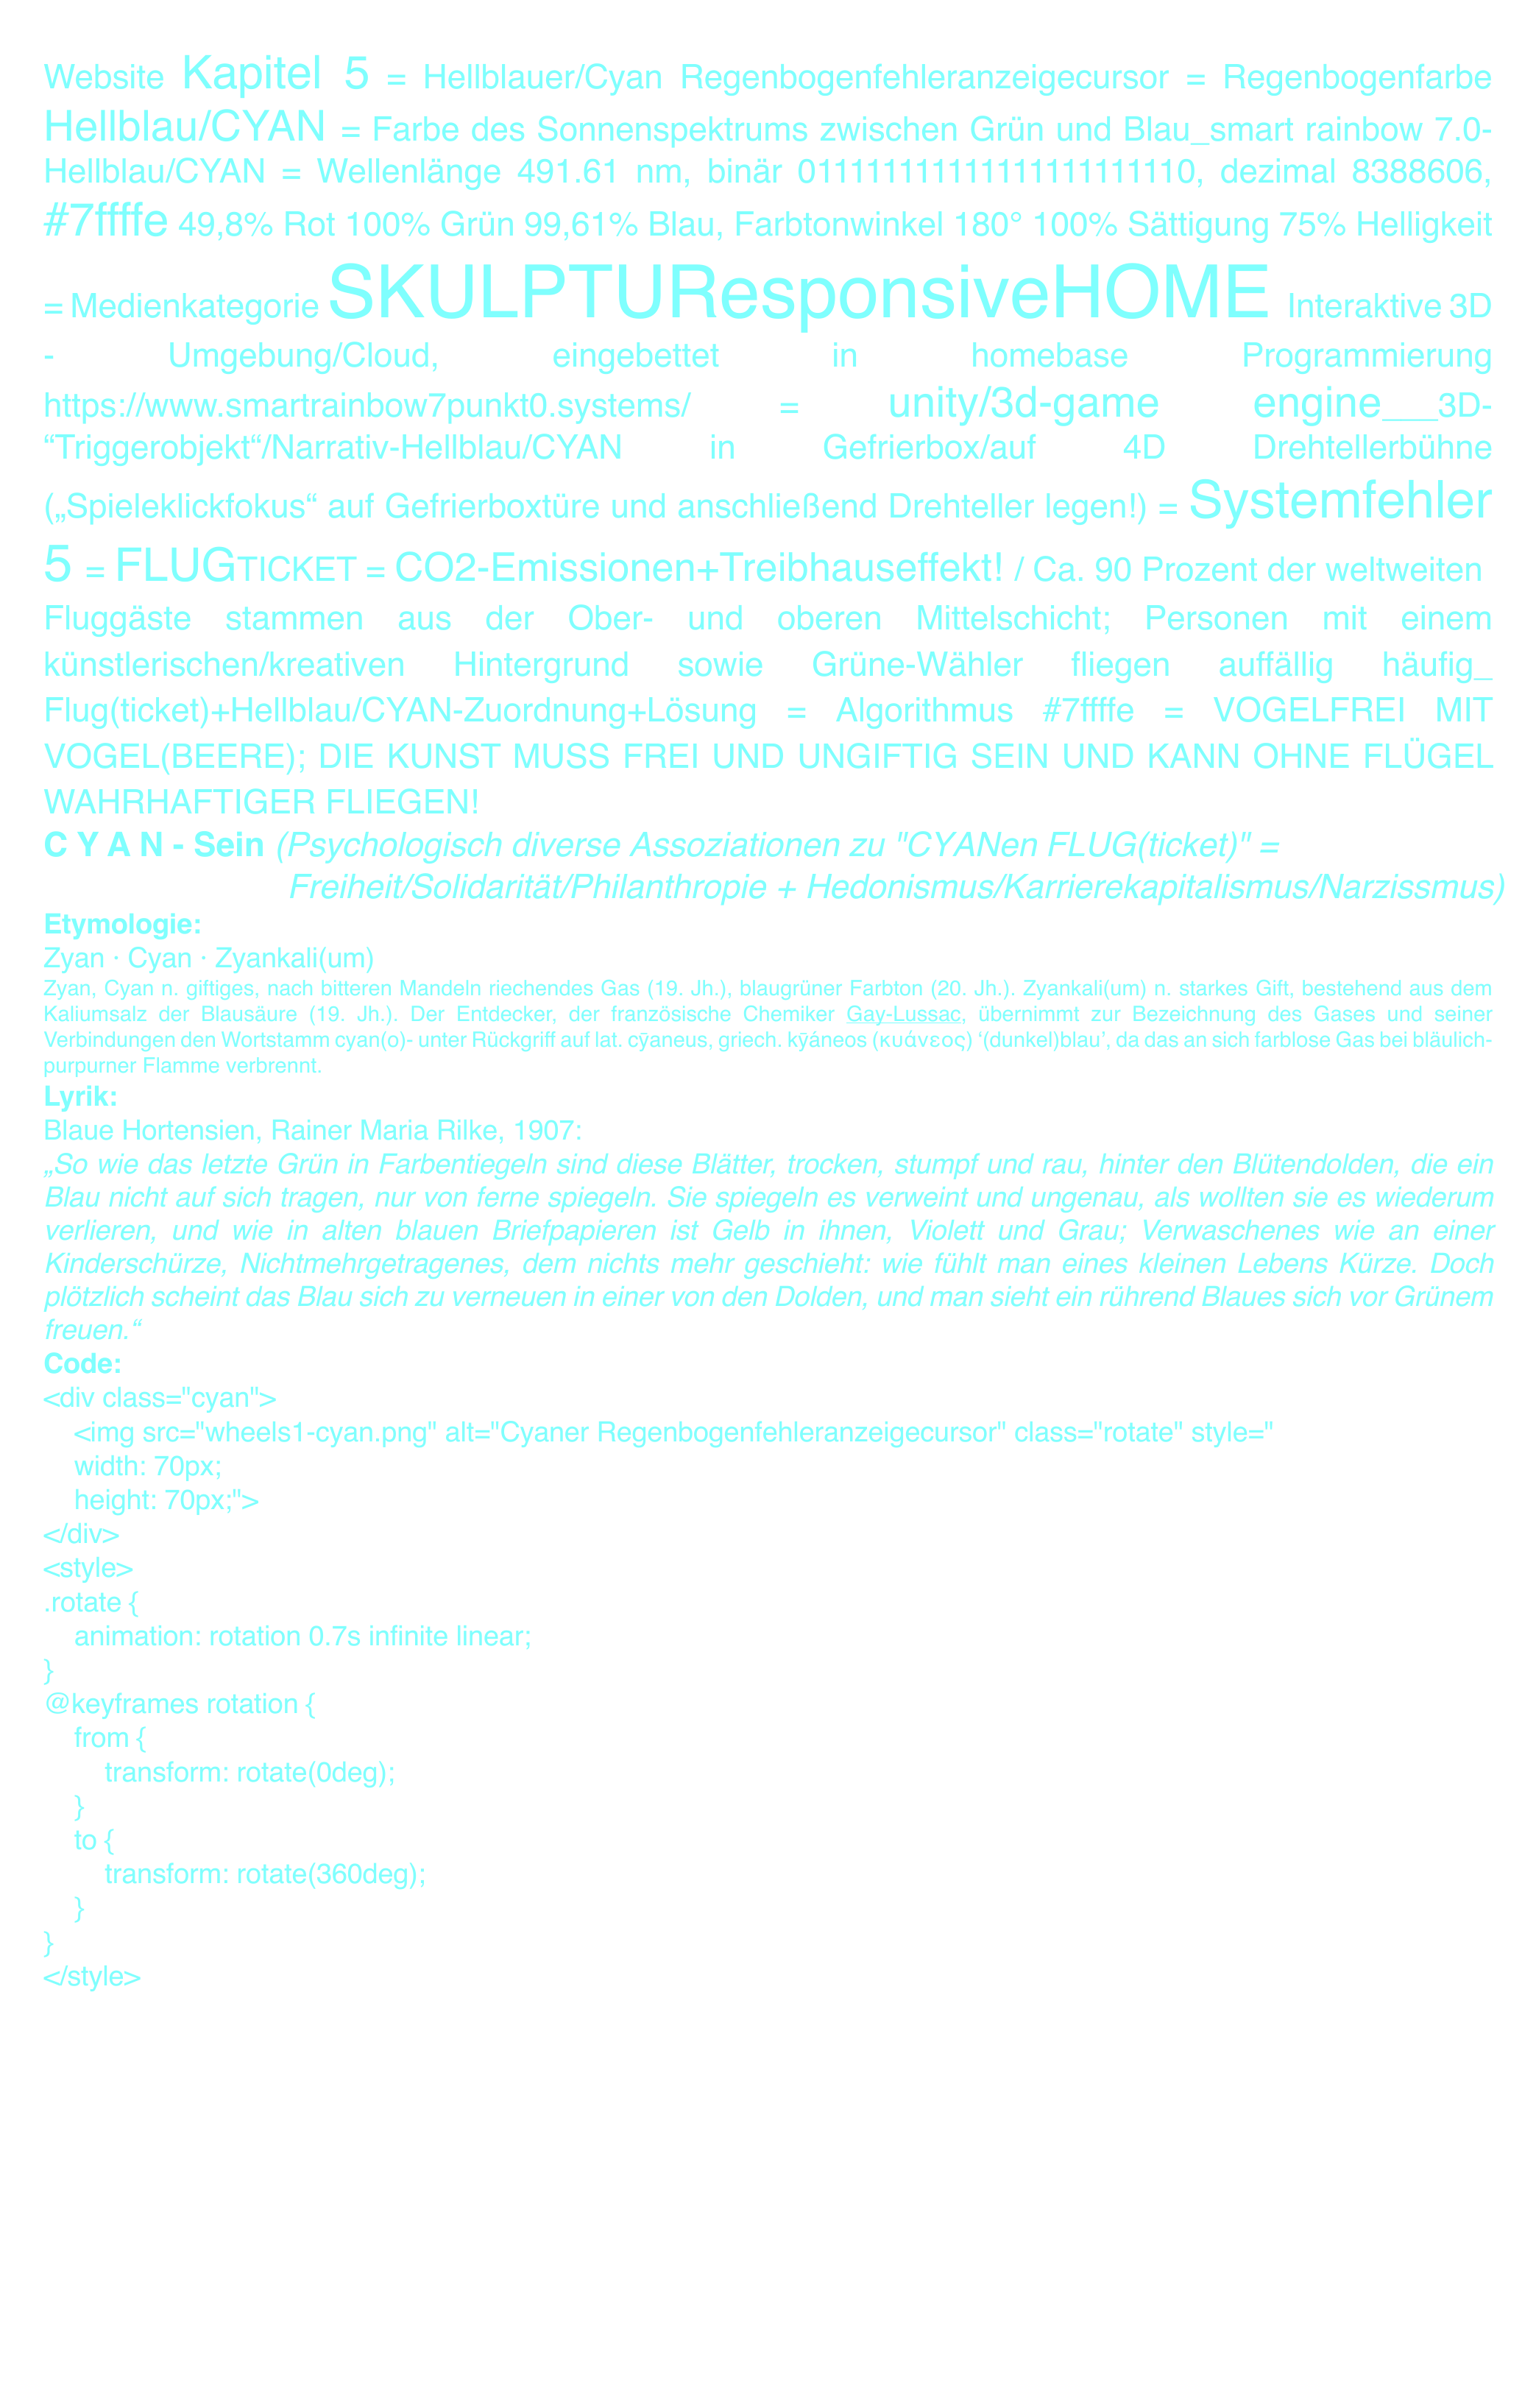 Website Kapitel 5 = Hellblauer/Cyan Regenbogenfehleranzeigecursor = Regenbogenfarbe
Hellblau/CYAN = Farbe des Sonnenspektrums zwischen Grün und Blau_smart rainbow 7.0-
Hellblau/CYAN = Wellenlänge 491.61 nm, binär 011111111111111111111110, dezimal 8388606,
#7ffffe 49,8% Rot 100% Grün 99,61% Blau, Farbtonwinkel 180° 100% Sättigung 75% Helligkeit
= Medienkategorie SKULPTUResponsiveHOME Interaktive 3D
- Umgebung/Cloud, eingebettet in homebase Programmierung
https://www.smartrainbow7punkt0.systems/ = unity/3d-game engine___3D-
“Triggerobjekt“/Narrativ-Hellblau/CYAN in Gefrierbox/auf 4D Drehtellerbühne
(„Spieleklickfokus“ auf Gefrierboxtüre und anschließend Drehteller legen!) = Systemfehler
5 = FLUGTICKET = CO2-Emissionen+Treibhauseffekt! / Ca. 90 Prozent der weltweiten
Fluggäste stammen aus der Ober- und oberen Mittelschicht; Personen mit einem
künstlerischen/kreativen Hintergrund sowie Grüne-Wähler fliegen auffällig häufig_
Flug(ticket)+Hellblau/CYAN-Zuordnung+Lösung = Algorithmus #7ffffe = VOGELFREI MIT
VOGEL(BEERE); DIE KUNST MUSS FREI UND UNGIFTIG SEIN UND KANN OHNE FLÜGEL
WAHRHAFTIGER FLIEGEN!
C Y A N - Sein (Psychologisch diverse Assoziationen zu "CYANen FLUG(ticket)" =
Freiheit/Solidarität/Philanthropie + Hedonismus/Karrierekapitalismus/Narzissmus)
Etymologie:
Zyan · Cyan · Zyankali(um)
Zyan, Cyan n. giftiges, nach bitteren Mandeln riechendes Gas (19. Jh.), blaugrüner Farbton (20. Jh.). Zyankali(um) n. starkes Gift, bestehend aus dem
Kaliumsalz der Blausäure (19. Jh.). Der Entdecker, der französische Chemiker Gay-Lussac, übernimmt zur Bezeichnung des Gases und seiner
Verbindungen den Wortstamm cyan(o)- unter Rückgriff auf lat. cȳaneus, griech. kȳáneos (κυάνεος) ‘(dunkel)blau’, da das an sich farblose Gas bei bläulich-
purpurner Flamme verbrennt.
Lyrik:
Blaue Hortensien, Rainer Maria Rilke, 1907:
„So wie das letzte Grün in Farbentiegeln sind diese Blätter, trocken, stumpf und rau, hinter den Blütendolden, die ein
Blau nicht auf sich tragen, nur von ferne spiegeln. Sie spiegeln es verweint und ungenau, als wollten sie es wiederum
verlieren, und wie in alten blauen Briefpapieren ist Gelb in ihnen, Violett und Grau; Verwaschenes wie an einer
Kinderschürze, Nichtmehrgetragenes, dem nichts mehr geschieht: wie fühlt man eines kleinen Lebens Kürze. Doch
plötzlich scheint das Blau sich zu verneuen in einer von den Dolden, und man sieht ein rührend Blaues sich vor Grünem
freuen.“
Code:
<div class="cyan">
<img src="wheels1-cyan.png" alt="Cyaner Regenbogenfehleranzeigecursor" class="rotate" style="
width: 70px;
height: 70px;">
</div>
<style>
.rotate {
animation: rotation 0.7s infinite linear;
}
@keyframes rotation {
from {
transform: rotate(0deg);
}
to {
transform: rotate(360deg);
}
}
</style>